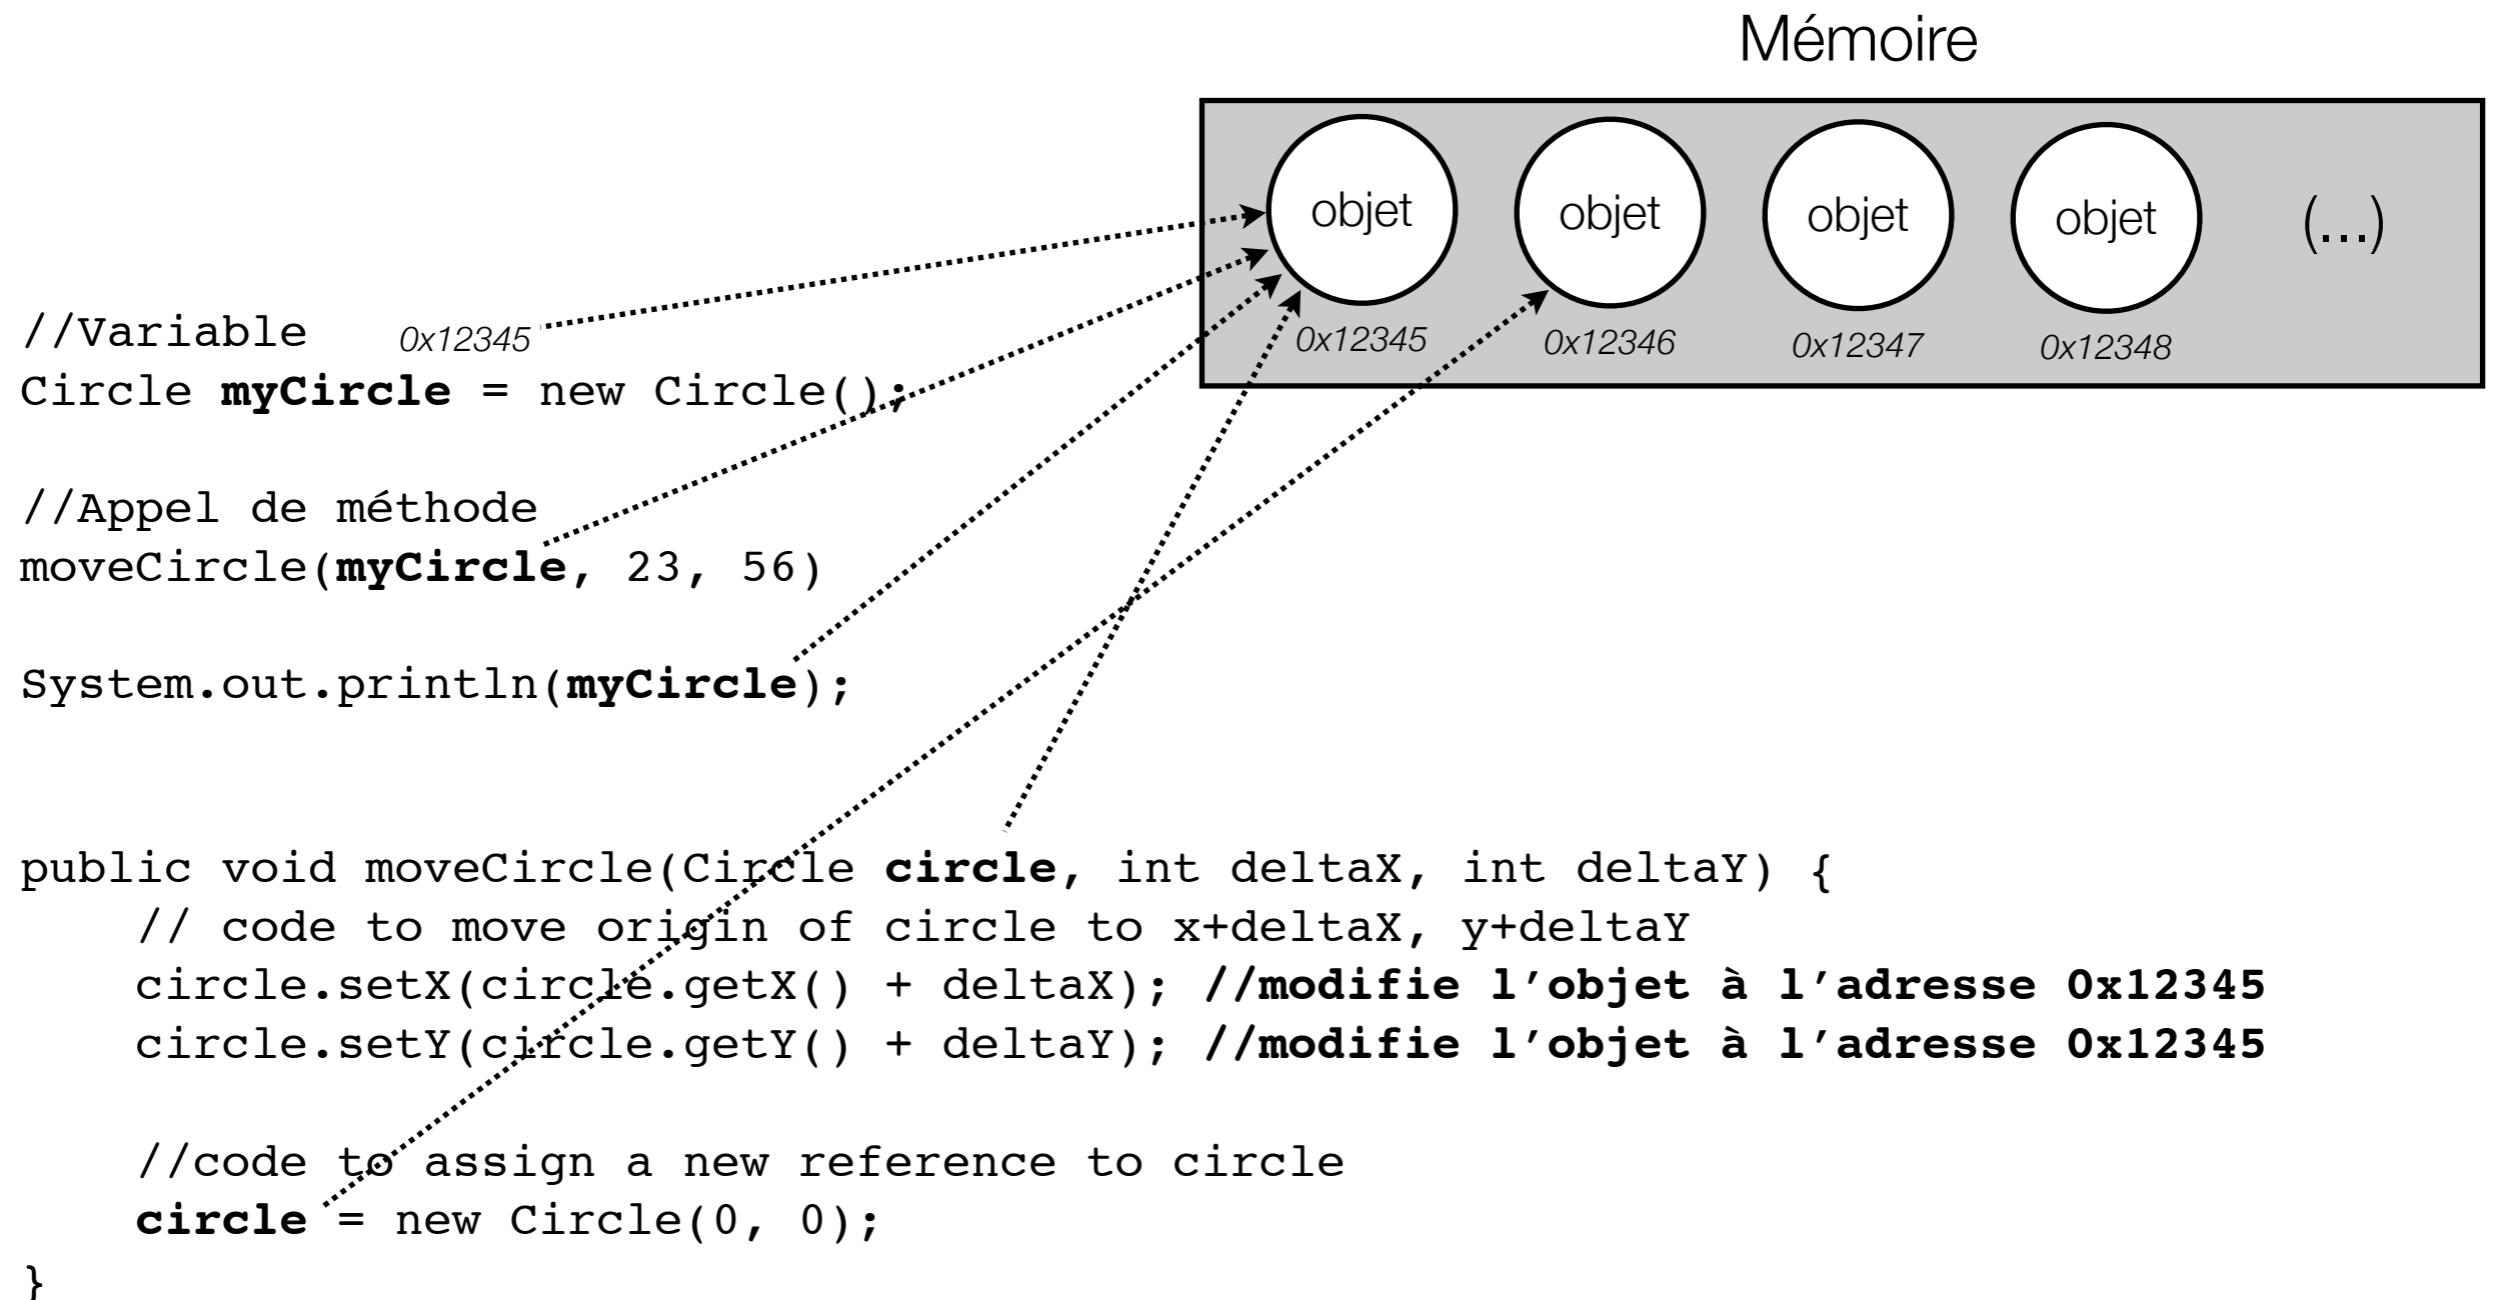 Mémoire
objet objet objet objet (...)
0x12345 0x12346 0x12347 0x12348
//Variable 0x12345
Circle myCircle = new Circle();
//Appel de méthode
moveCircle(myCircle, 23, 56)
System.out.println(myCircle);
public void moveCircle(Circle circle, int deltaX, int deltaY) {
// code to move origin of circle to x+deltaX, y+deltaY
circle.setX(circle.getX() + deltaX); //modifie l’objet à l’adresse 0x12345
circle.setY(circle.getY() + deltaY); //modifie l’objet à l’adresse 0x12345
//code to assign a new reference to circle
circle = new Circle(0, 0);
}